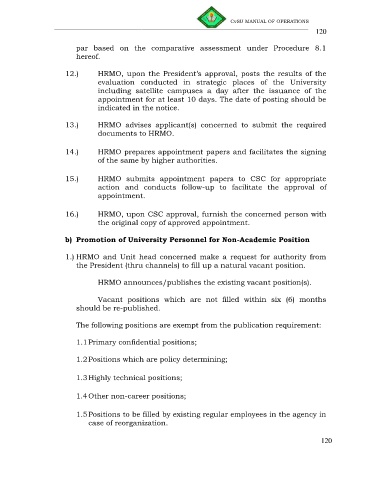 CvSU MANUAL OF OPERATIONS
120
par based on the comparative assessment under Procedure 8.1
hereof.
12.) HRMO, upon the President's approval, posts the results of the
evaluation conducted in strategic places of the University
including satellite campuses a day after the issuance of the
appointment for at least 10 days. The date of posting should be
indicated in the notice.
13.) HRMO advises applicant(s) concerned to submit the required
documents to HRMO.
14.) HRMO prepares appointment papers and facilitates the signing
of the same by higher authorities.
15.) HRMO submits appointment papers to CSC for appropriate
action and conducts follow-up to facilitate the approval of
appointment.
16.) HRMO, upon CSC approval, furnish the concerned person with
the original copy of approved appointment.
b) Promotion of University Personnel for Non-Academic Position
1.) HRMO and Unit head concerned make a request for authority from
the President (thru channels) to fill up a natural vacant position.
HRMO announces/publishes the existing vacant position(s).
Vacant positions which are not filled within six (6) months
should be re-published.
The following positions are exempt from the publication requirement:
1.1 Primary confidential positions;
1.2 Positions which are policy determining;
1.3 Highly technical positions;
1.4 Other non-career positions;
1.5 Positions to be filled by existing regular employees in the agency in
case of reorganization.
120